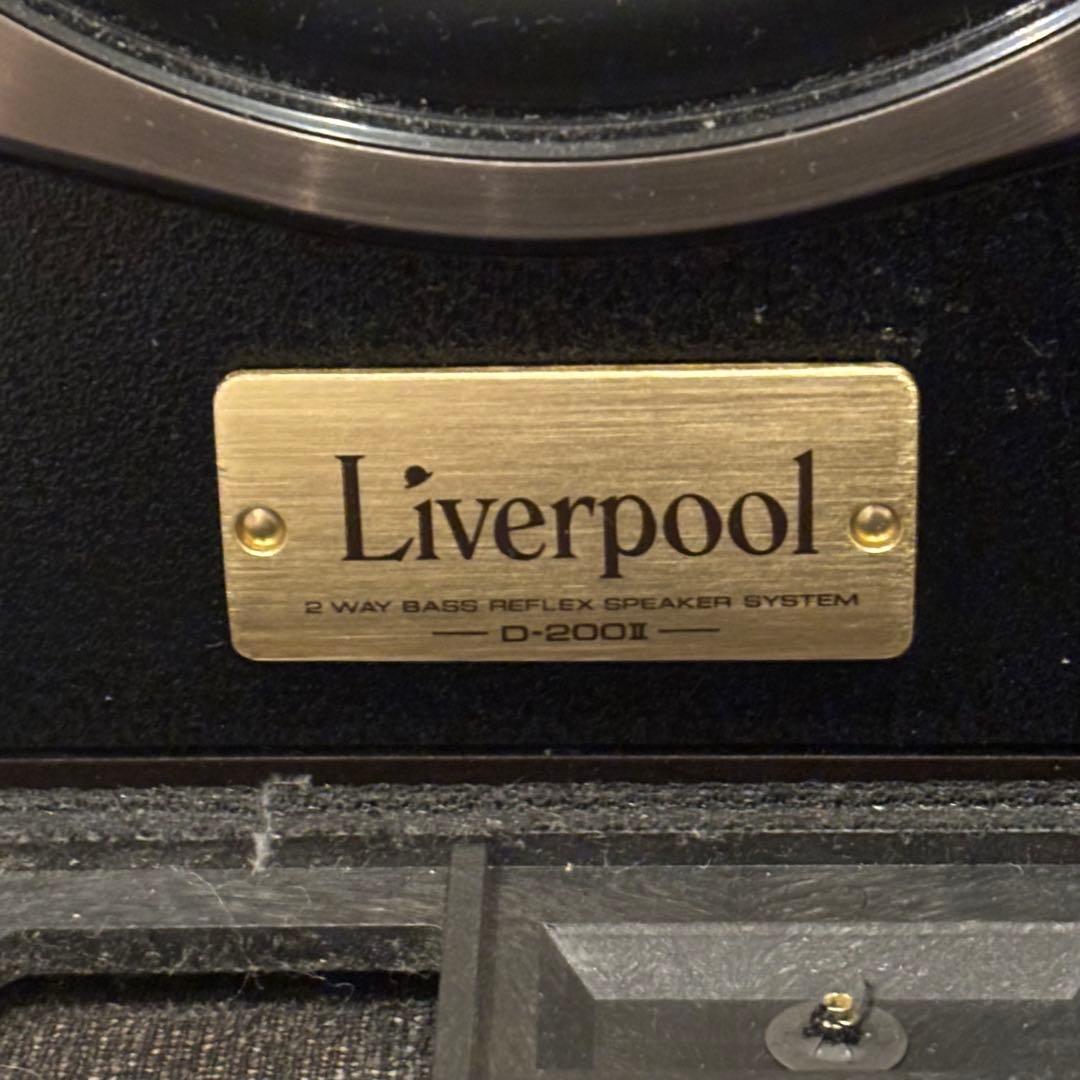 Liverpool
2 WAY BASS REFLEX SPEAKER SYSTEM
D-200II